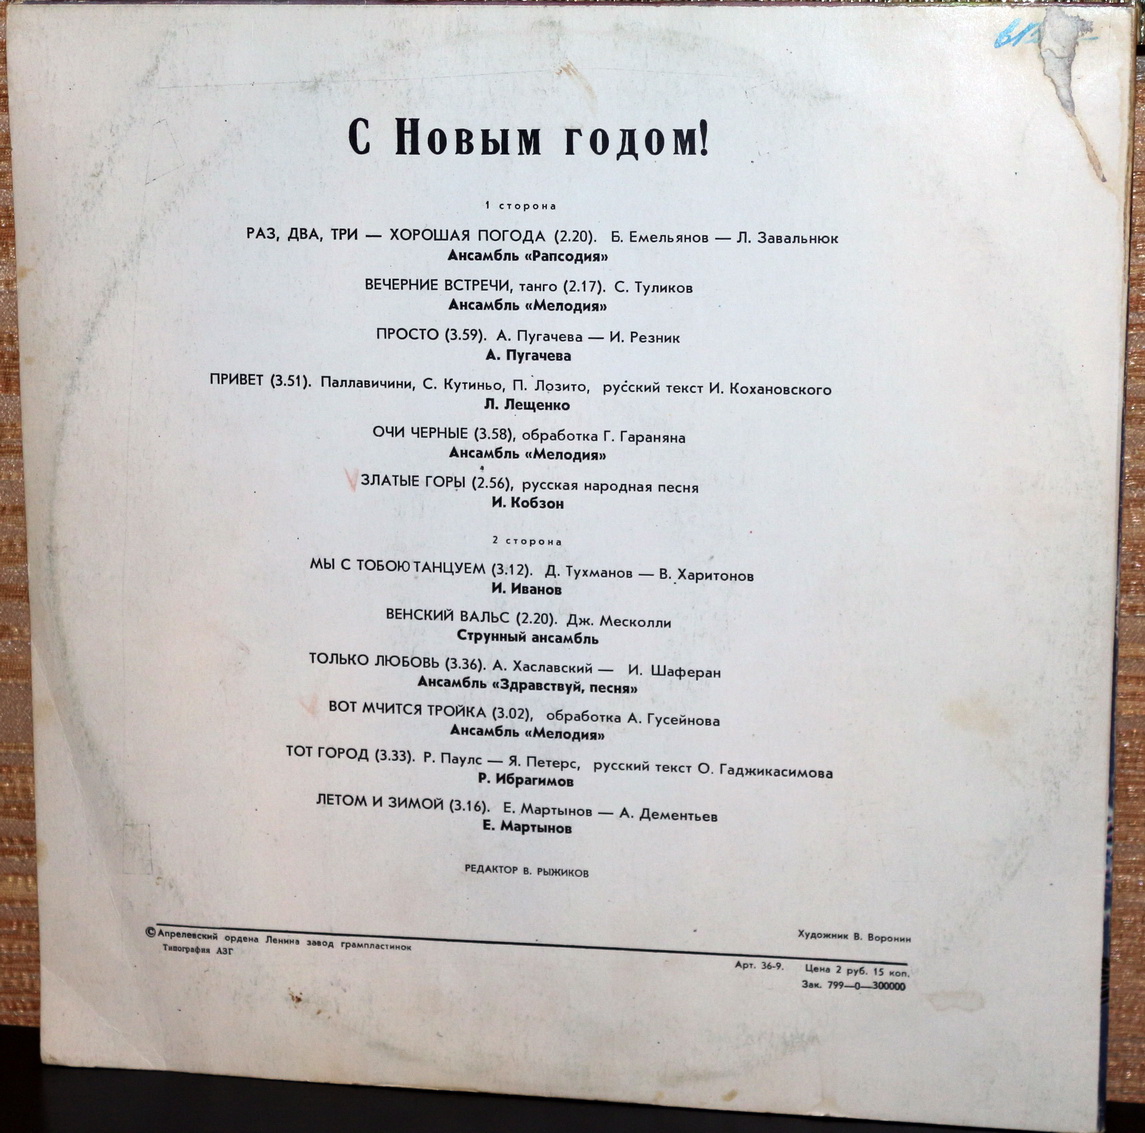 С Новым годом!
1 сторона
РАЗ, ДВА, ТРИ — ХОРОШАЯ ПОГОДА (2.20). Б. Емельянов — Л. Завальнюк
Ансамбль «Рапсодия»
ВЕЧЕРНИЕ ВСТРЕЧИ, танго (2.17). С. Туликов
Ансамбль «Мелодия»
ПРОСТО (3.59). А. Пугачева — И. Резник
А. Пугачева
ПРИВЕТ (3.51). Паллавичини, С. Кутиньо, П. Лозито, русский текст И. Кохановского
Л. Лещенко
ОЧИ ЧЕРНЫЕ (3.58), обработка Г. Гараняна
Ансамбль «Мелодия»
ЗЛАТЫЕ ГОРЫ (2.56), русская народная песня
И. Кобзон
2 сторона
МЫ С ТОБОЮ ТАНЦУЕМ (3.12). Д. Тухманов — В. Харитонов
И. Иванов
ВЕНСКИЙ ВАЛЬС (2.20). Дж. Месколли
Струнный ансамбль
ТОЛЬКО ЛЮБОВЬ (3.36). А. Хаславский — И. Шаферан
Ансамбль «Здравствуй, песня»
ВОТ МЧИТСЯ ТРОЙКА (3.02), обработка А. Гусейнова
Ансамбль «Мелодия»
ТОТ ГОРОД (3.33). Р. Паулс — Я. Петерс, русский текст О. Гаджикасимова
Р. Ибрагимов
ЛЕТОМ И ЗИМОЙ (3.16). Е. Мартынов — А. Дементьев
Е. Мартынов
РЕДАКТОР В. РЫЖИКОВ
© Апрелевский ордена Ленина завод грампластинок
Типография АЗГ
Художник В. Воронин
Арт. 36-9. Цена 2 руб. 15 коп.
Зак. 799—0—300000